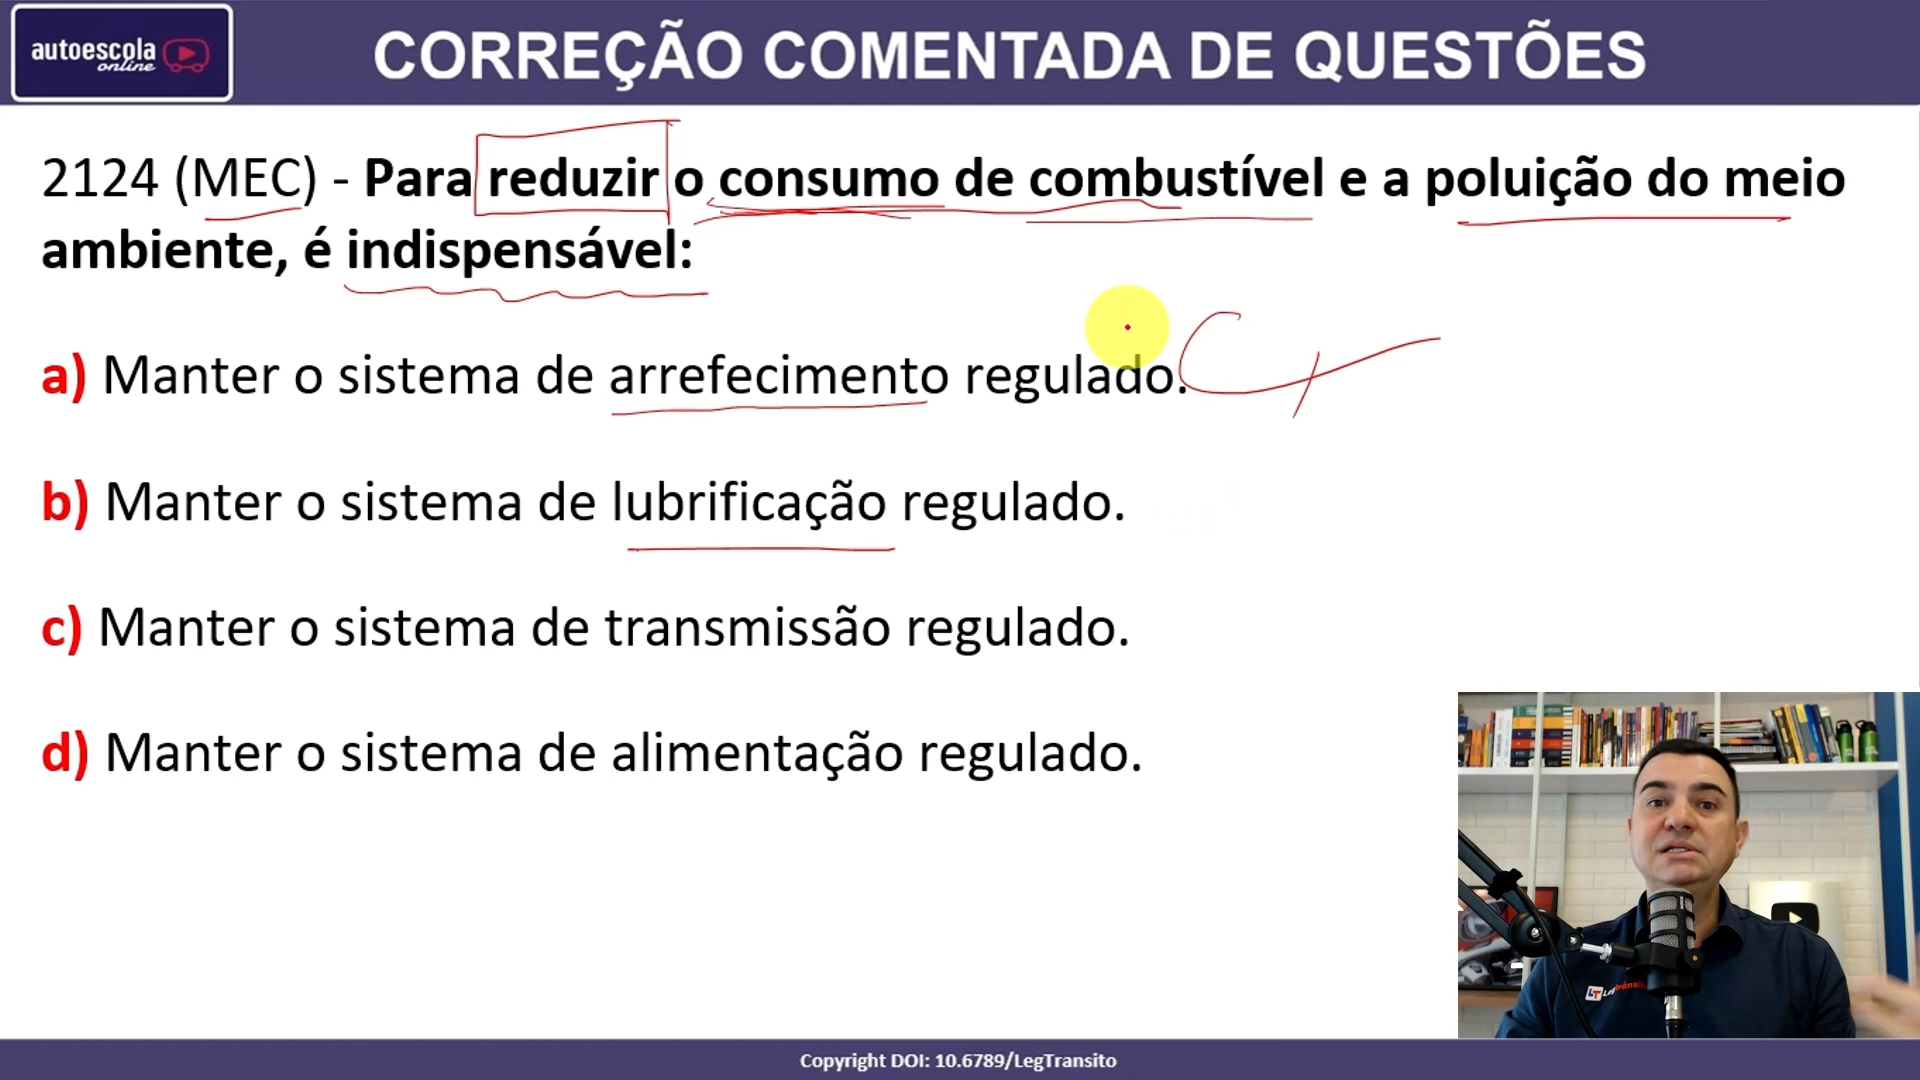 autoescola
online
CORREÇÃO COMENTADA DE QUESTÕES
2124 (MEC) - Para reduzir o consumo de combustível e a poluição do meio
ambiente, é indispensável:
a) Manter o sistema de arrefecimento regulado.
b) Manter o sistema de lubrificação regulado.
c) Manter o sistema de transmissão regulado.
d) Manter o sistema de alimentação regulado.
Copyright DOI: 10.6789/LegTransito